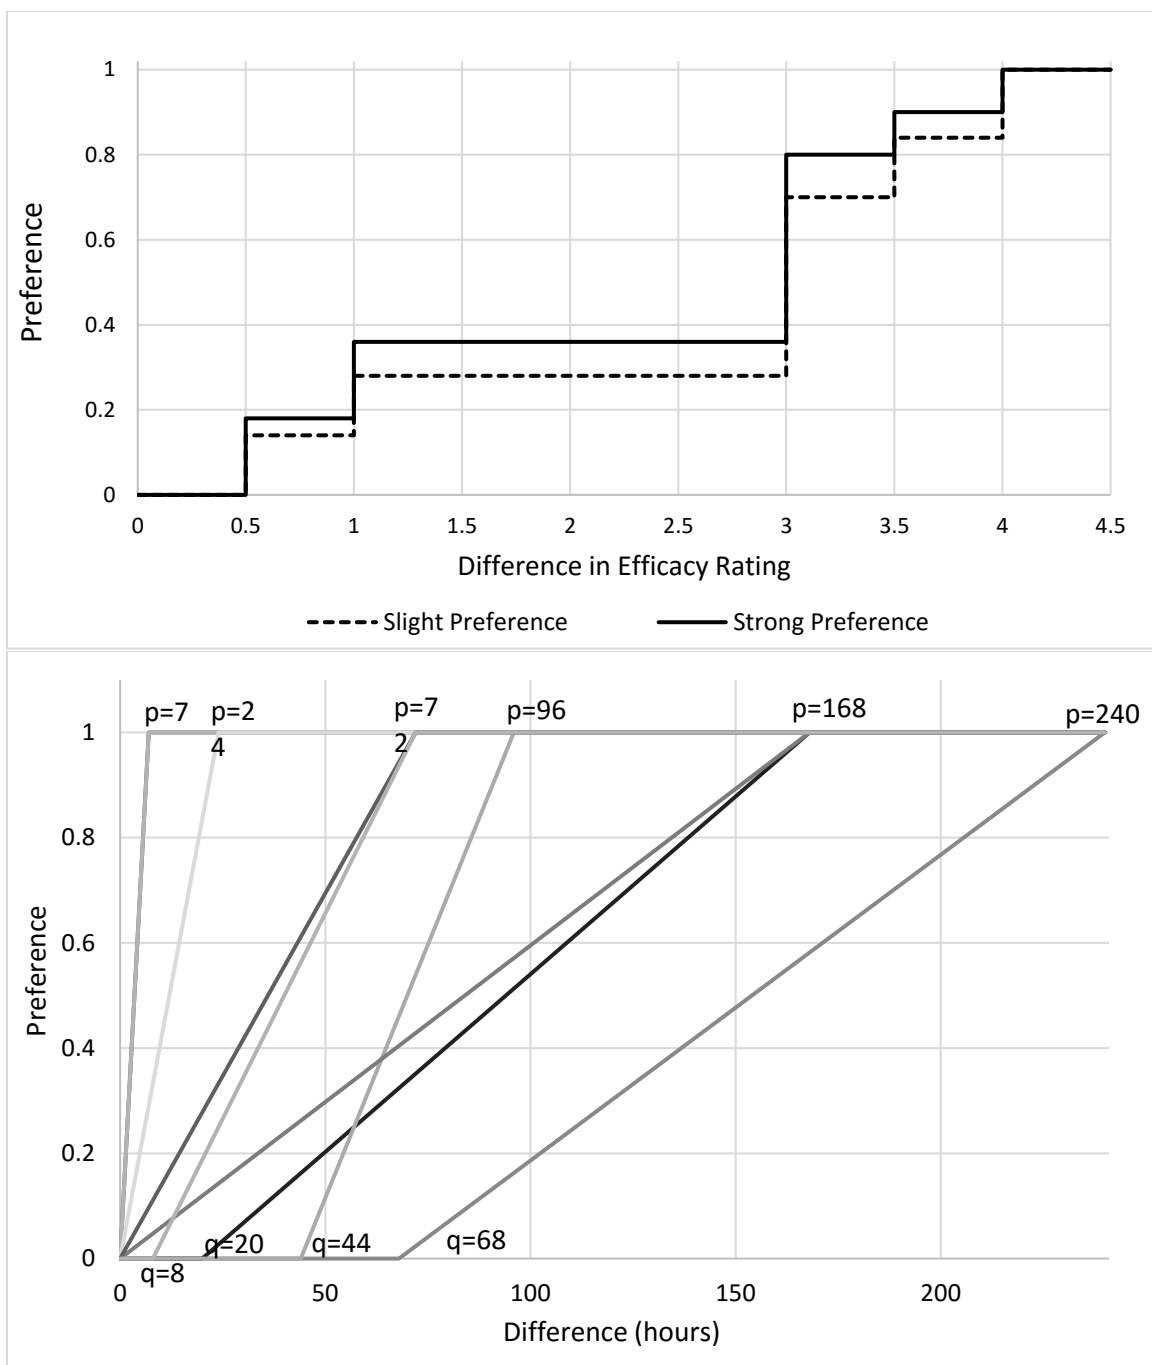 1
0.8
0.6
0.4
0.2
0
Preference
0 0.5 1 1.5 2 2.5 3 3.5 4 4.5
Difference in Efficacy Rating
Slight Preference Strong Preference
p=7 p=2 p=7 p=96 p=168 p=240
4 2
1
0.8
0.6
0.4
0.2
0
Preference
q=20 q=44 q=68
q=8
0 50 100 150 200
Difference (hours)